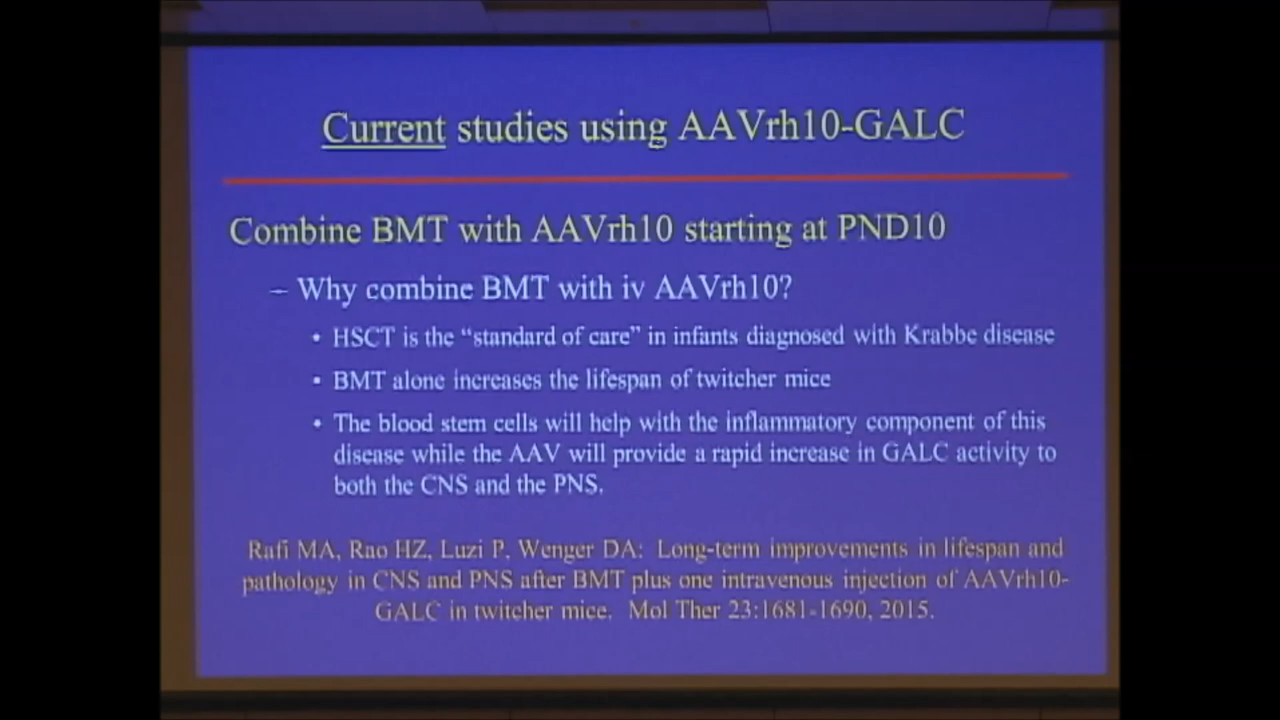 Current studies using AAVrh10-GALC
Combine BMT with AAVrh10 starting at PND10
– Why combine BMT with iv AAVrh10?
• HSCT is the “standard of care” in infants diagnosed with Krabbe disease
• BMT alone increases the lifespan of twitcher mice
• The blood stem cells will help with the inflammatory component of this
disease while the AAV will provide a rapid increase in GALC activity to
both the CNS and the PNS.
Rafi MA, Rao HZ, Luzi P, Wenger DA: Long-term improvements in lifespan and
pathology in CNS and PNS after BMT plus one intravenous injection of AAVrh10-
GALC in twitcher mice. Mol Ther 23:1681-1690, 2015.